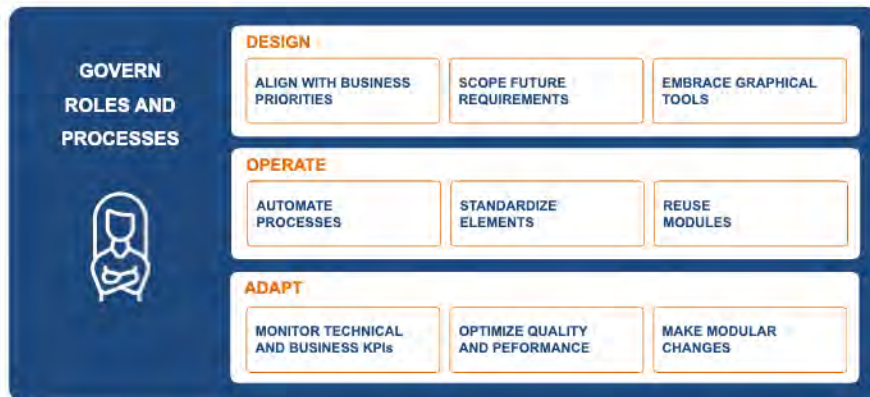 GOVERN
ROLES AND
PROCESSES
DESIGN
ALIGN WITH BUSINESS
PRIORITIES
SCOPE FUTURE
REQUIREMENTS
EMBRACE GRAPHICAL
TOOLS
OPERATE
AUTOMATE
PROCESSES
STANDARDIZE
ELEMENTS
REUSE
MODULES
ADAPT
MONITOR TECHNICAL
AND BUSINESS KPIs
OPTIMIZE QUALITY
AND PEFORMANCE
MAKE MODULAR
CHANGES